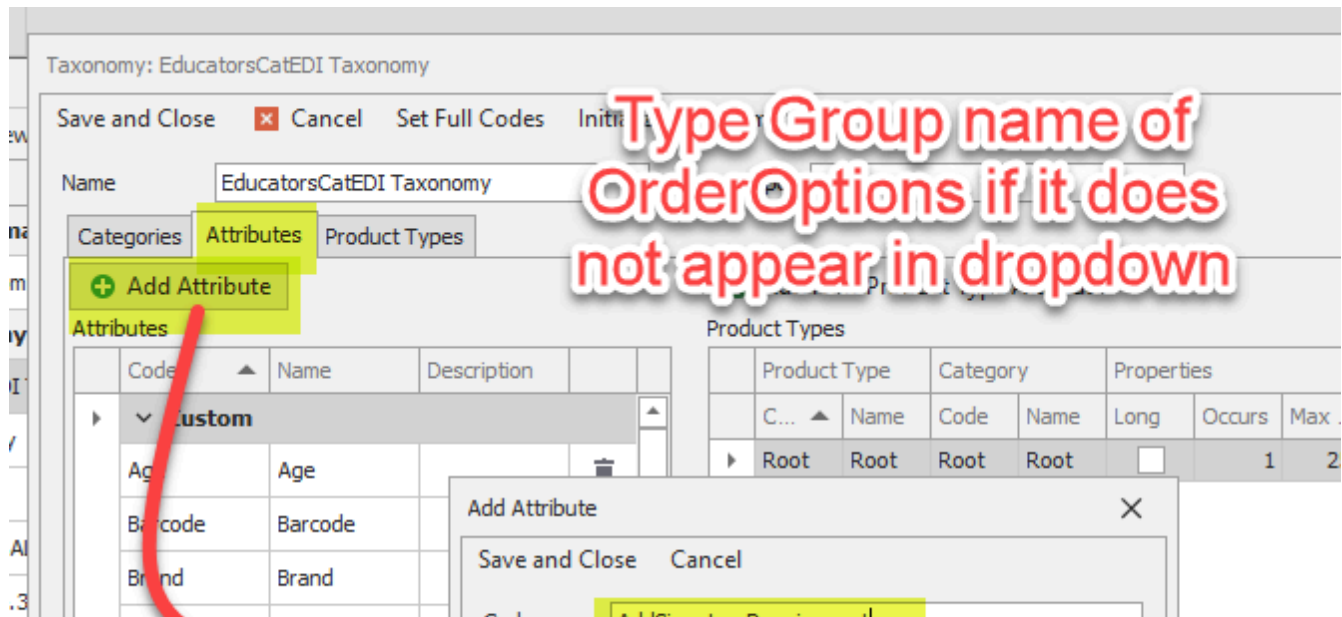 Taxonomy: EducatorsCatEDI Taxonomy
Save and Close Cancel Set Full Codes
Type Group name of
OrderOptions if it does
not appear in dropdown
Name EducatorsCatEDI Taxonomy
Categories Attributes Product Types
Add Attribute
Attributes
Code Name Description
Custom
Age Age
Barcode Barcode
Brand Brand
Product Types
Product Type Category Properties
C... Name Code Name Long Occurs Max
Root Root Root Root 1
Add Attribute
Save and Close Cancel